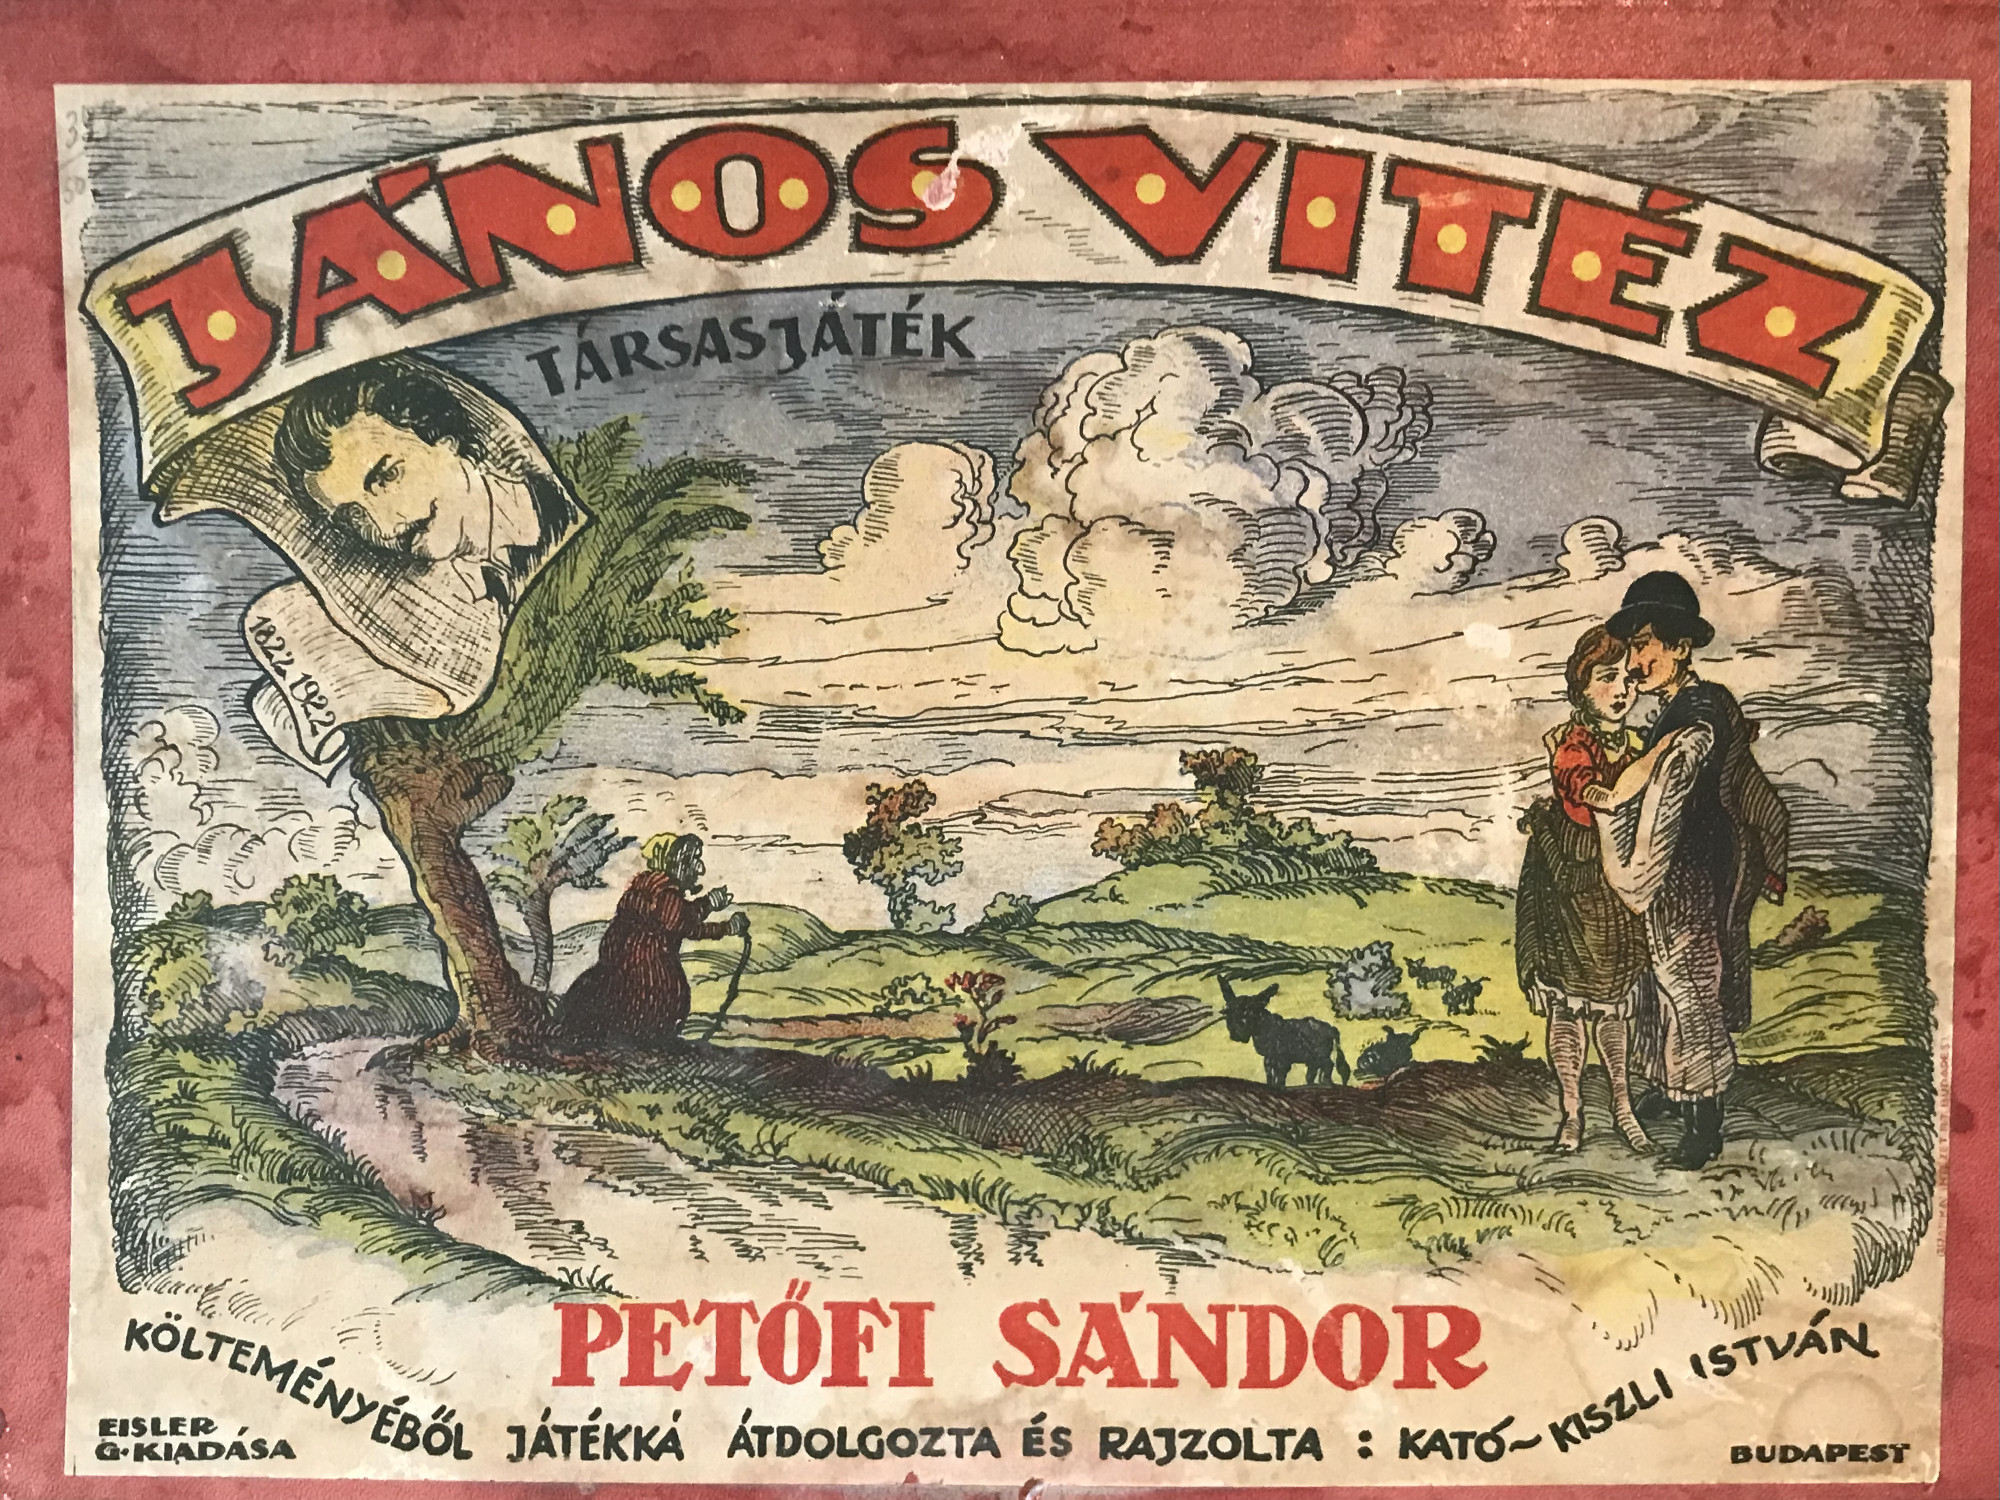 JÁNOS VITÉZ
TÁRSASJÁTÉK
1822 1922
PETŐFI SÁNDOR
KÖLTEMÉNYÉBŐL JÁTÉKKÁ ÁTDOLGOZTA ÉS RAJZOLTA : KATÓ-KISZLI ISTVÁN
EISLER
G. KIADÁSA
BUDAPEST